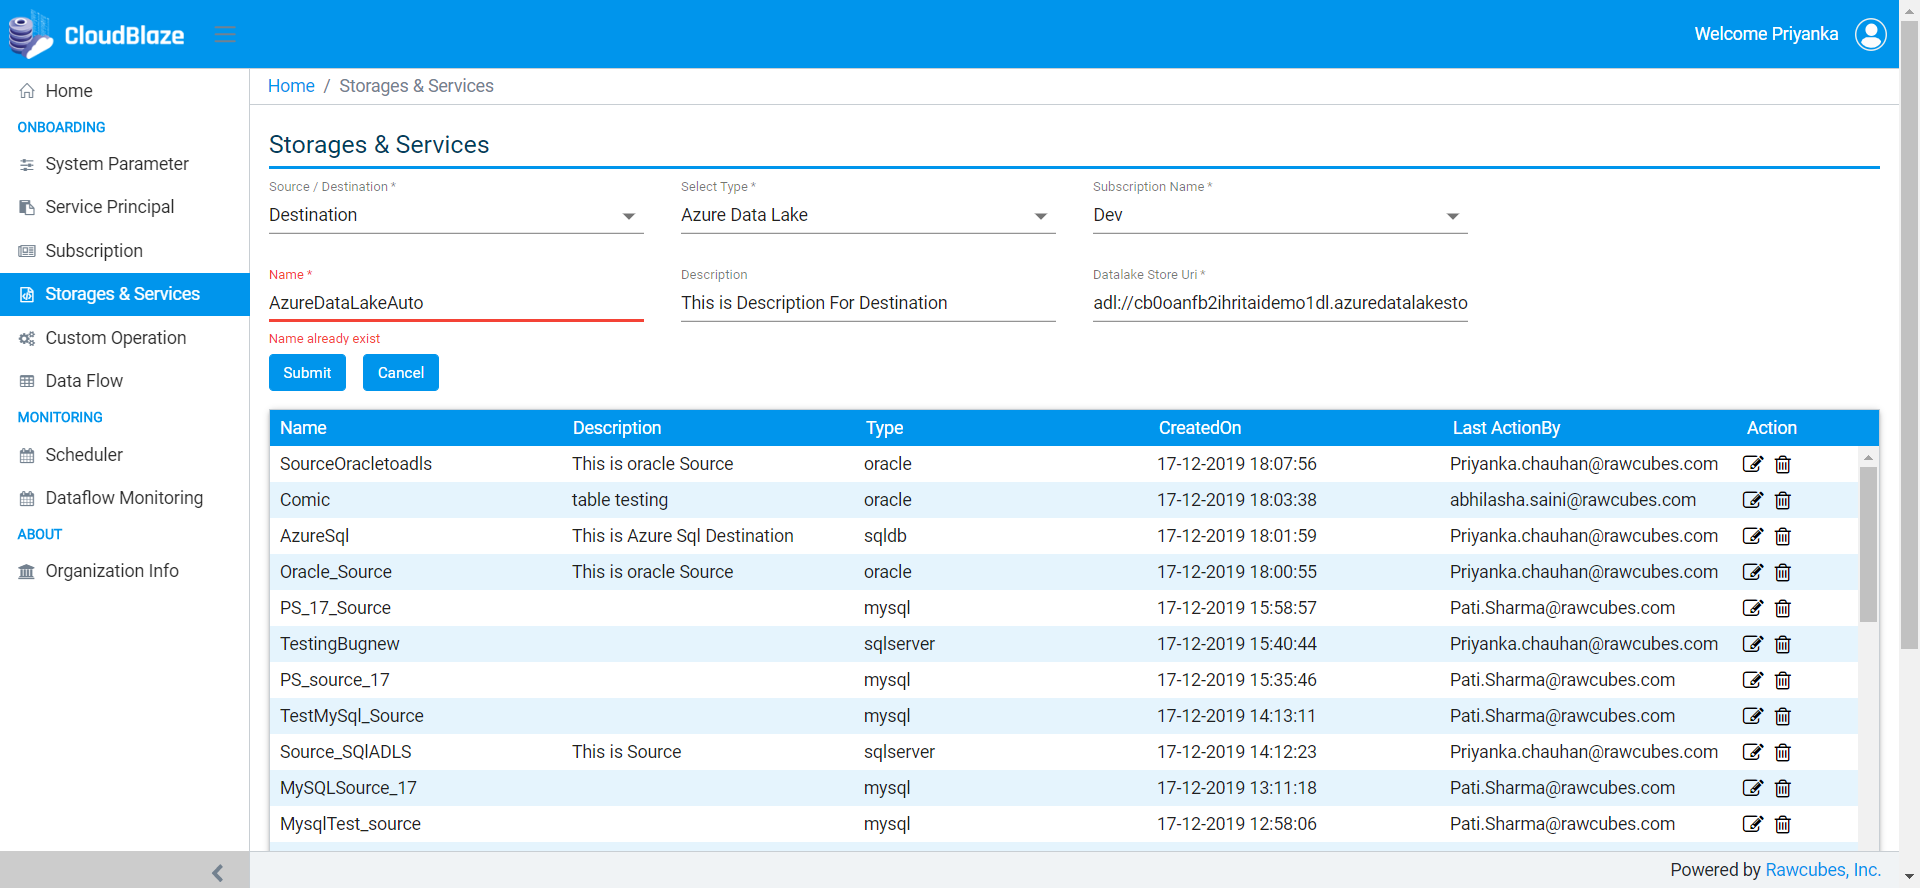 CloudBlaze
Welcome Priyanka
Home
ONBOARDING
System Parameter
Service Principal
Subscription
Storages & Services
Custom Operation
Data Flow
MONITORING
Scheduler
Dataflow Monitoring
ABOUT
Organization Info
Home / Storages & Services
Storages & Services
Source / Destination * Select Type * Subscription Name *
Destination Azure Data Lake Dev
Name * Description Datalake Store Uri *
AzureDataLakeAuto This is Description For Destination adl://cb0oanfb2ihritaidemo1dl.azuredatalakesto
Name already exist
Submit Cancel
Name Description Type CreatedOn Last ActionBy Action
SourceOracletoadls This is oracle Source oracle 17-12-2019 18:07:56 Priyanka.chauhan@rawcubes.com
Comic table testing oracle 17-12-2019 18:03:38 abhilasha.saini@rawcubes.com
AzureSql This is Azure Sql Destination sqldb 17-12-2019 18:01:59 Priyanka.chauhan@rawcubes.com
Oracle_Source This is oracle Source oracle 17-12-2019 18:00:55 Priyanka.chauhan@rawcubes.com
PS_17_Source mysql 17-12-2019 15:58:57 Pati.Sharma@rawcubes.com
TestingBugnew sqlserver 17-12-2019 15:40:44 Priyanka.chauhan@rawcubes.com
PS_source_17 mysql 17-12-2019 15:35:46 Pati.Sharma@rawcubes.com
TestMySql_Source mysql 17-12-2019 14:13:11 Pati.Sharma@rawcubes.com
Source_SQlADLS This is Source sqlserver 17-12-2019 14:12:23 Priyanka.chauhan@rawcubes.com
MySQLSource_17 mysql 17-12-2019 13:11:18 Pati.Sharma@rawcubes.com
MysqlTest_source mysql 17-12-2019 12:58:06 Pati.Sharma@rawcubes.com
Powered by Rawcubes, Inc.